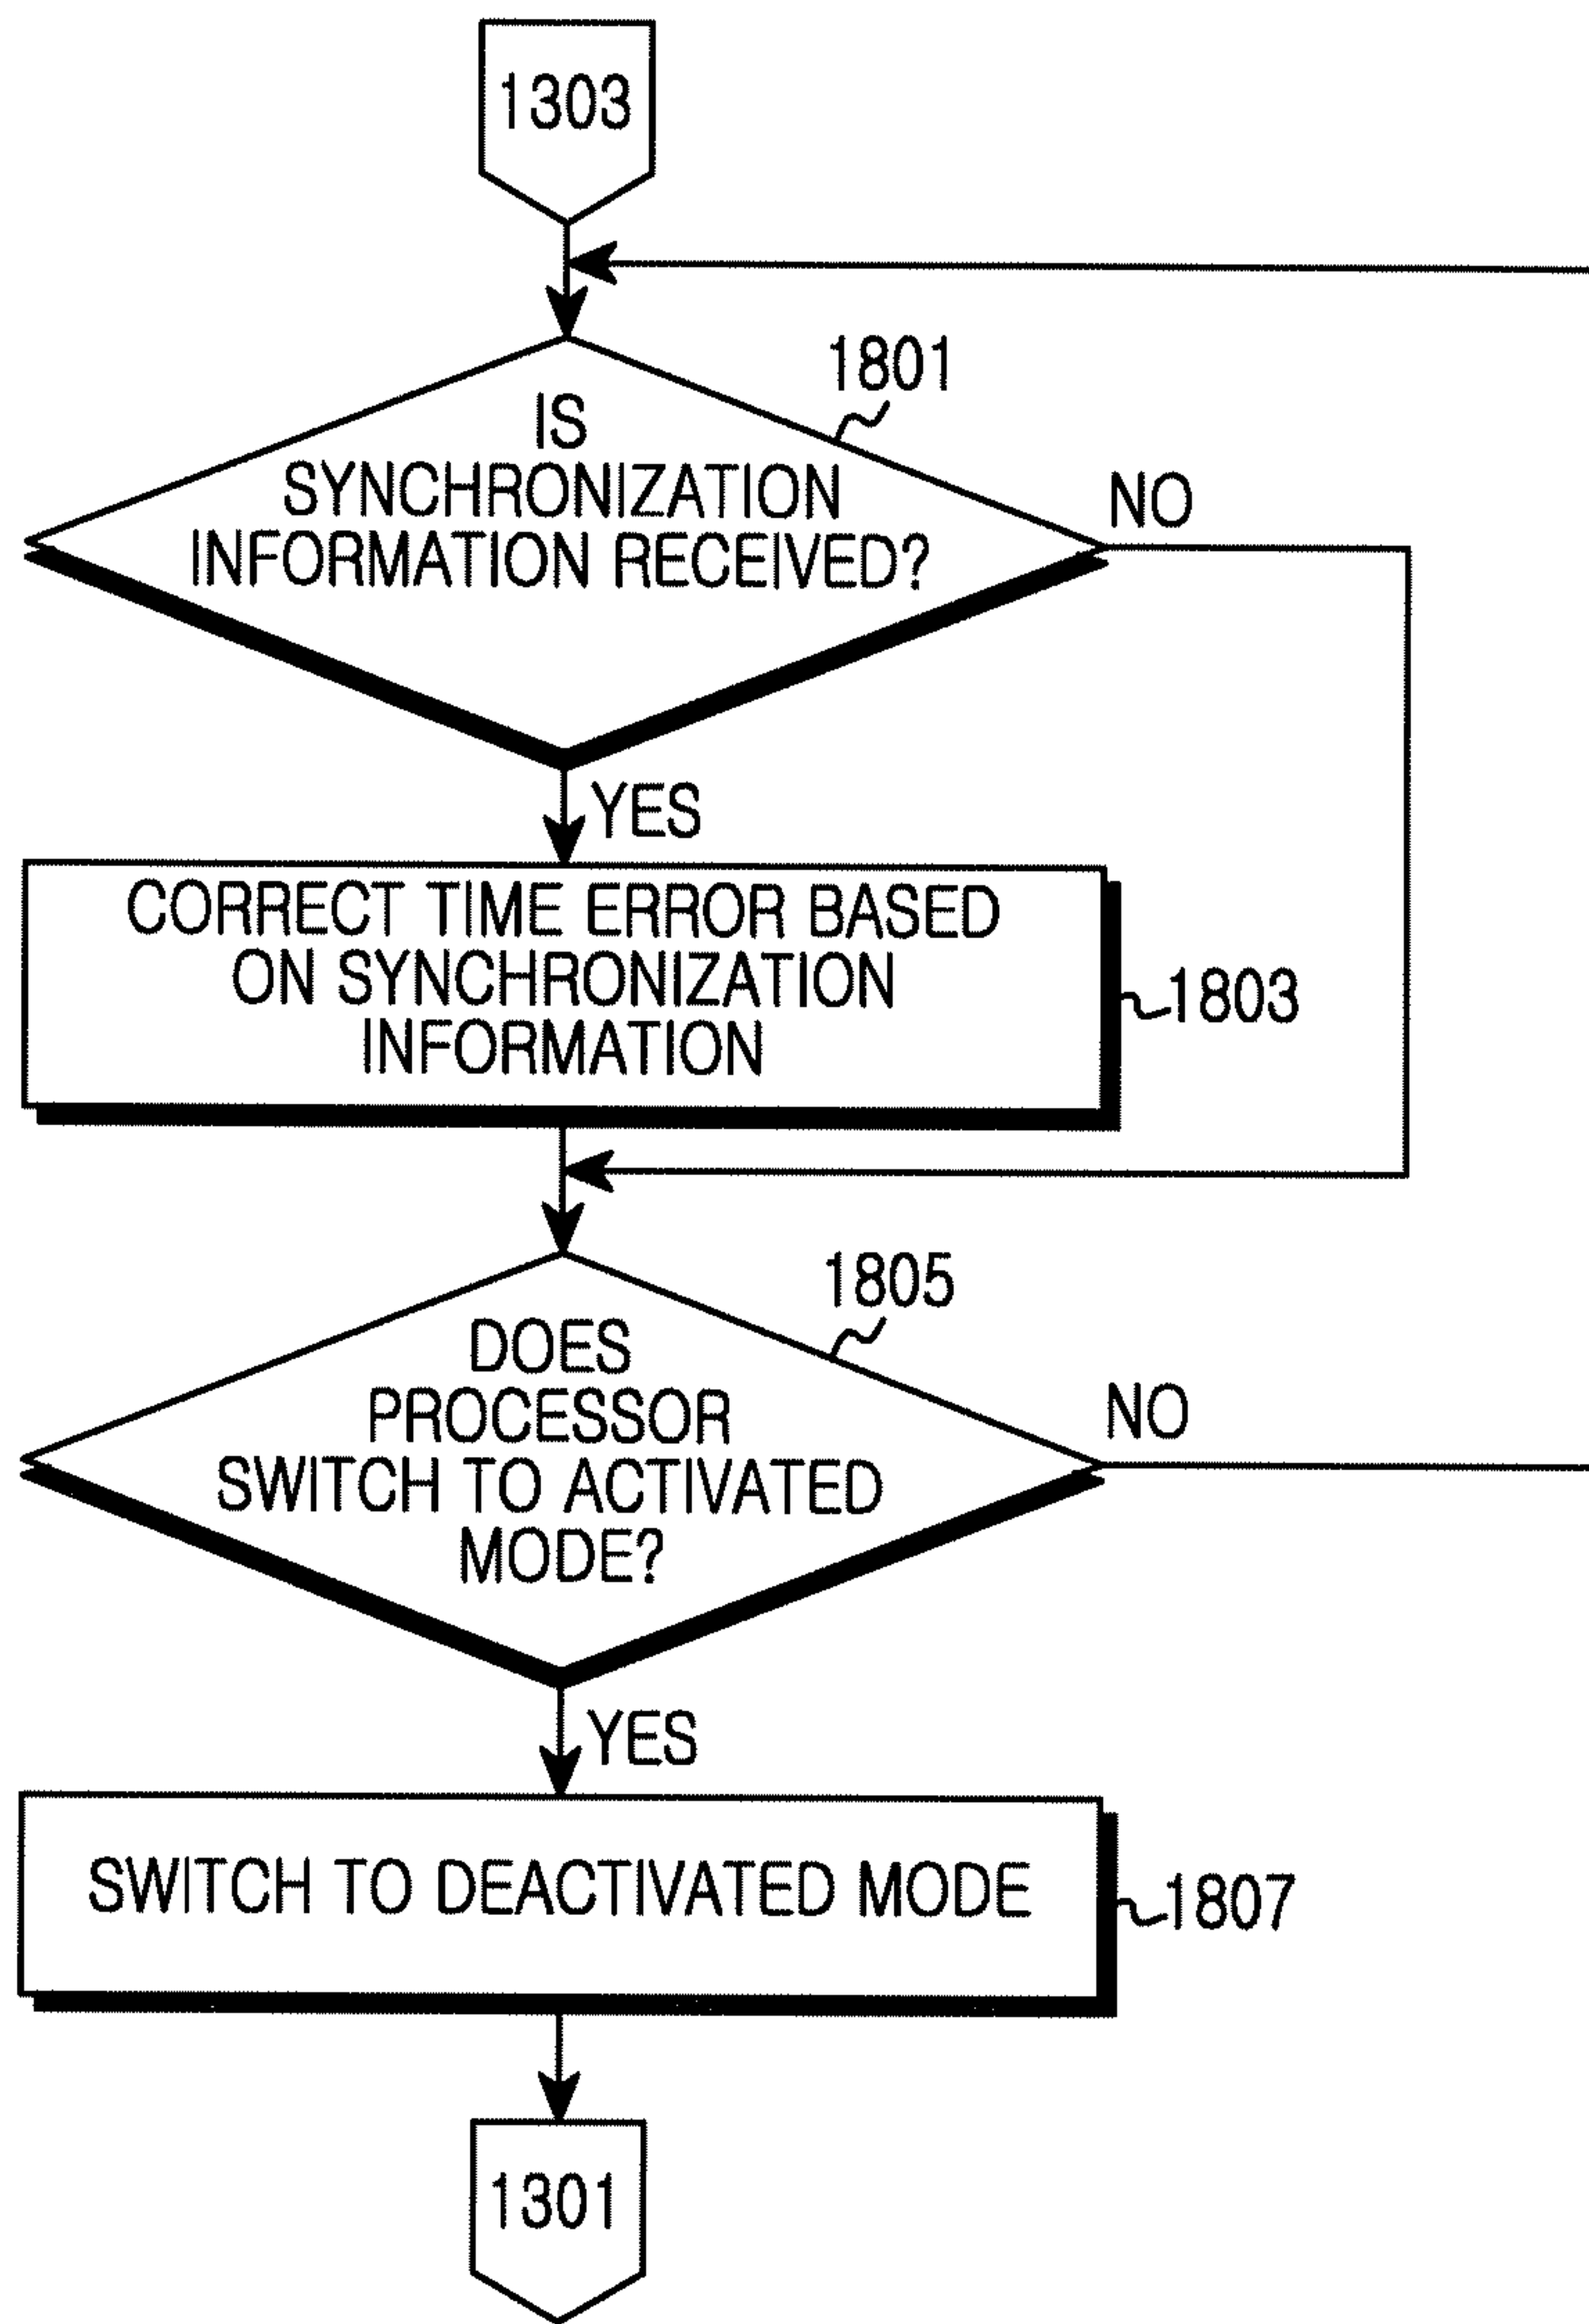 1303
1801
IS
SYNCHRONIZATION
INFORMATION RECEIVED?
NO
YES
CORRECT TIME ERROR BASED
ON SYNCHRONIZATION
INFORMATION
1803
1805
DOES
PROCESSOR
SWITCH TO ACTIVATED
MODE?
NO
YES
SWITCH TO DEACTIVATED MODE
1807
1301